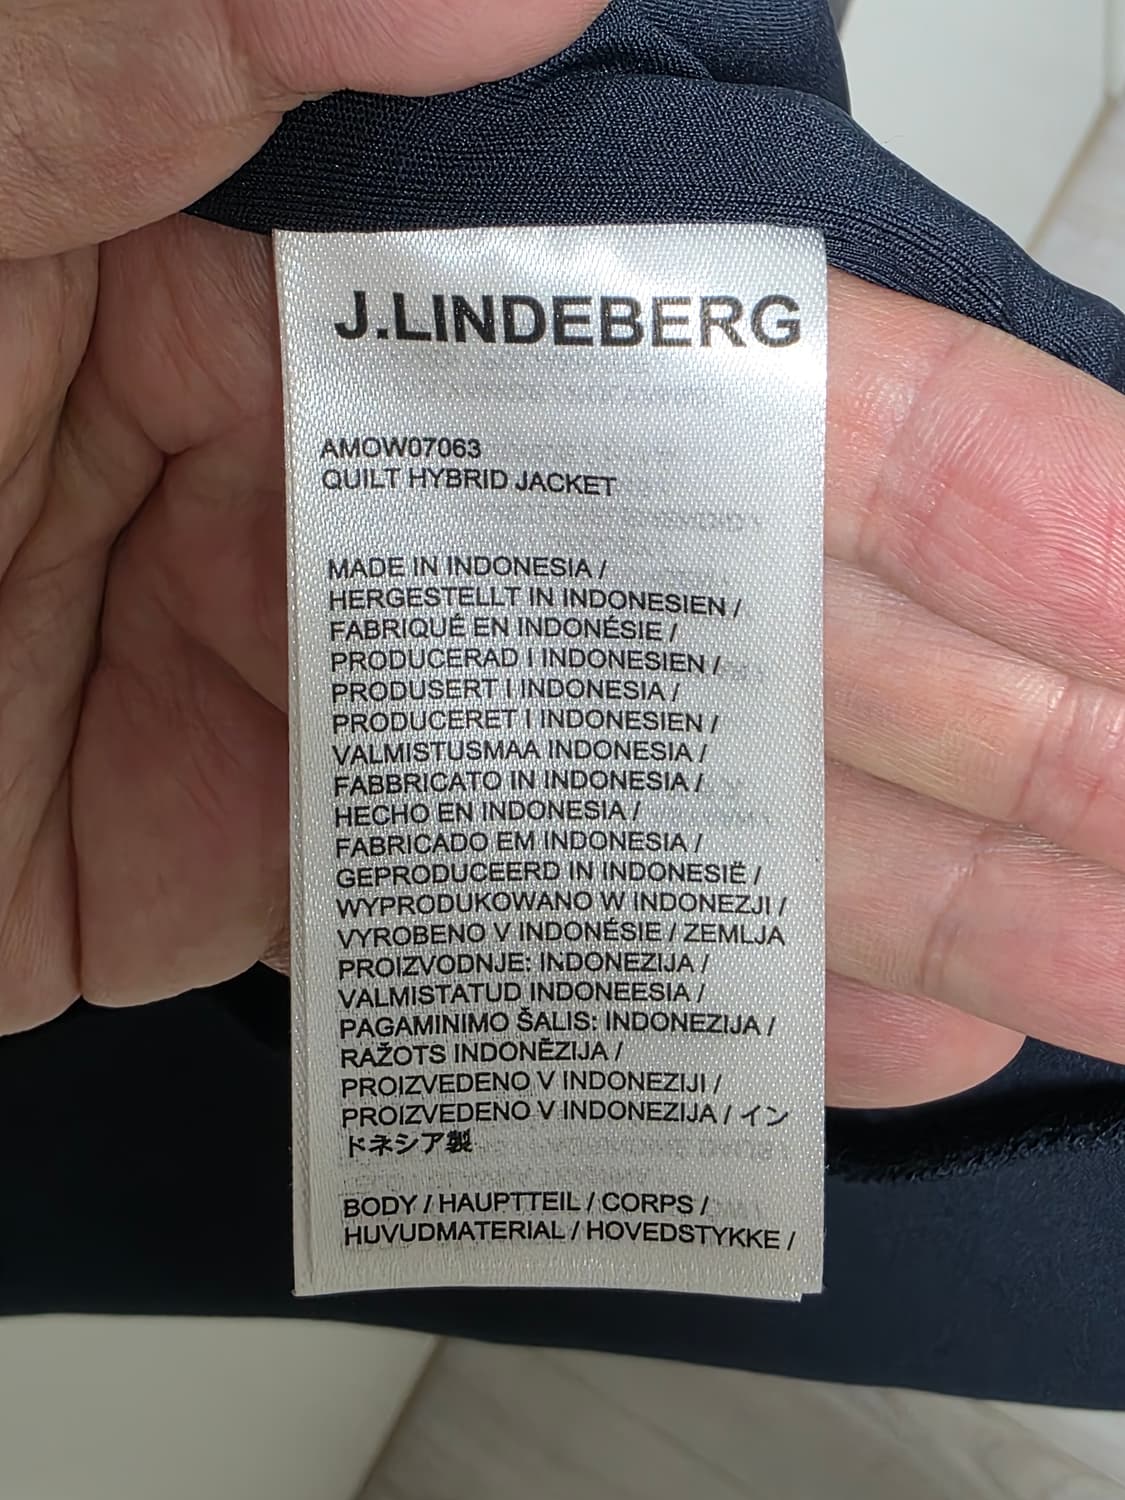 J.LINDEBERG
AMOW07063
QUILT HYBRID JACKET
MADE IN INDONESIA /
HERGESTELLT IN INDONESIEN /
FABRIQUÉ EN INDONÉSIE /
PRODUCERAD I INDONESIEN /
PRODUSERT I INDONESIA /
PRODUCERET I INDONESIEN /
VALMISTUSMAA INDONESIA /
FABBRICATO IN INDONESIA /
HECHO EN INDONESIA /
FABRICADO EM INDONESIA /
GEPRODUCEERD IN INDONESIË /
WYPRODUKOWANO W INDONEZJI /
VYROBENO V INDONÉSIE / ZEMLJA
PROIZVODNJE: INDONEZIJA /
VALMISTATUD INDONEESIA /
PAGAMINIMO ŠALIS: INDONEZIJA /
RAŽOTS INDONĒZIJA /
PROIZVEDENO V INDONEZIJI /
PROIZVEDENO V INDONEZIJA / イン
ドネシア製
BODY / HAUPTTEIL / CORPS /
HUVUDMATERIAL / HOVEDSTYKKE /